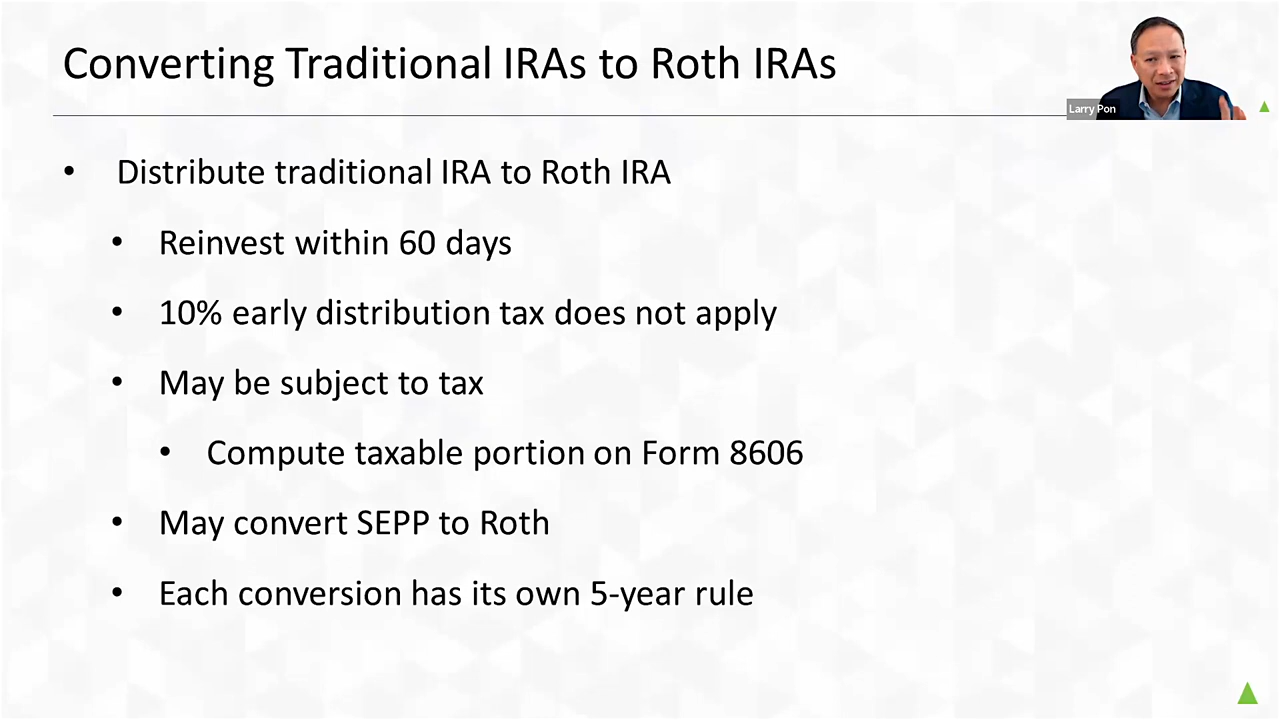 Converting Traditional IRAs to Roth IRAs
Larry Pon
• Distribute traditional IRA to Roth IRA
• Reinvest within 60 days
• 10% early distribution tax does not apply
• May be subject to tax
• Compute taxable portion on Form 8606
• May convert SEPP to Roth
• Each conversion has its own 5-year rule